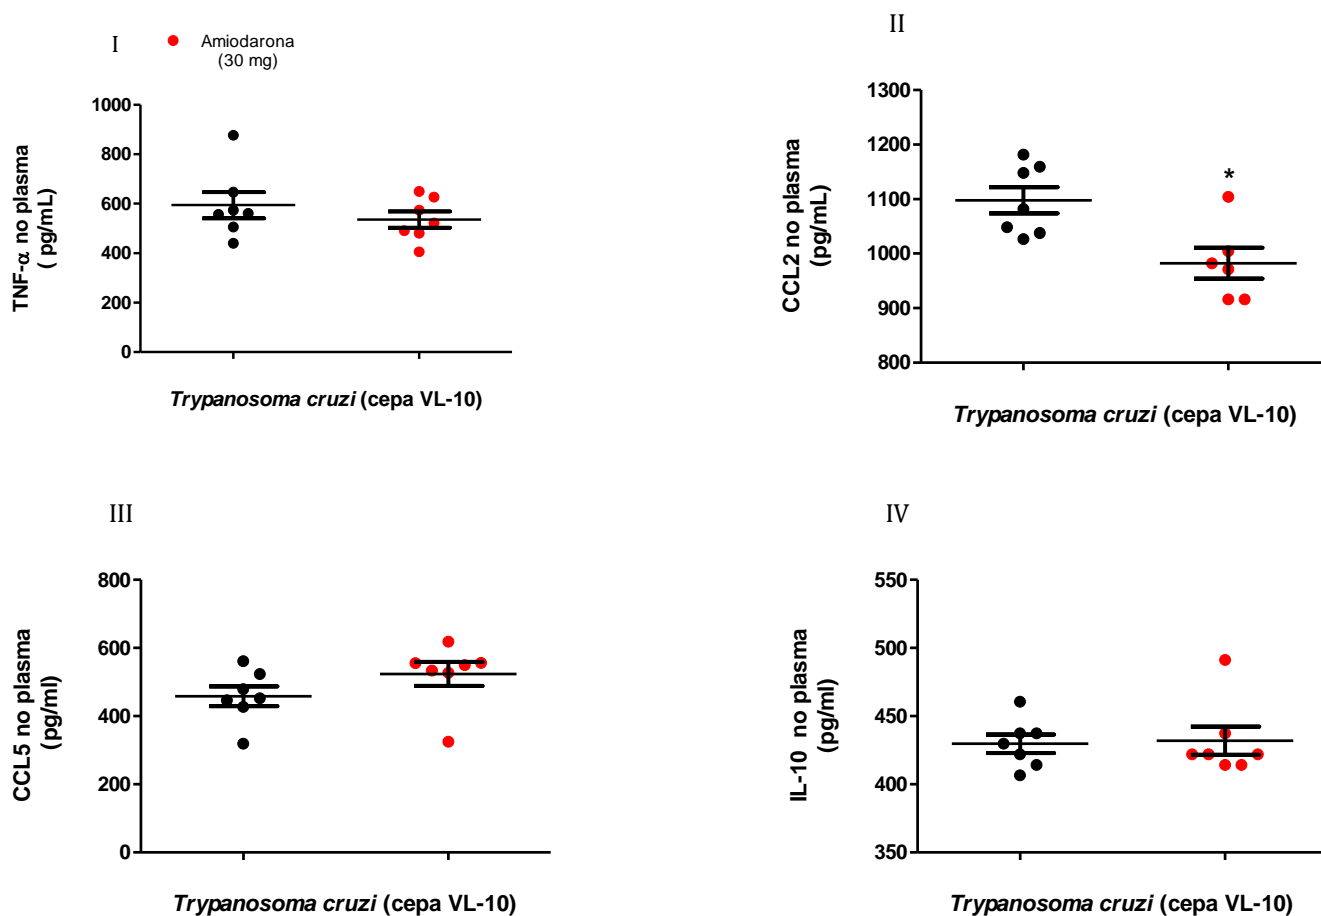 I
Amiodarona
(30 mg)
TNF-α no plasma
( pg/mL)
1000
800
600
400
200
0
Trypanosoma cruzi (cepa VL-10)
II
CCL2 no plasma
(pg/mL)
1300
1200
1100
1000
900
800
*
Trypanosoma cruzi (cepa VL-10)
III
CCL5 no plasma
(pg/ml)
800
600
400
200
0
Trypanosoma cruzi (cepa VL-10)
IV
IL-10 no plasma
(pg/ml)
550
500
450
400
350
Trypanosoma cruzi (cepa VL-10)